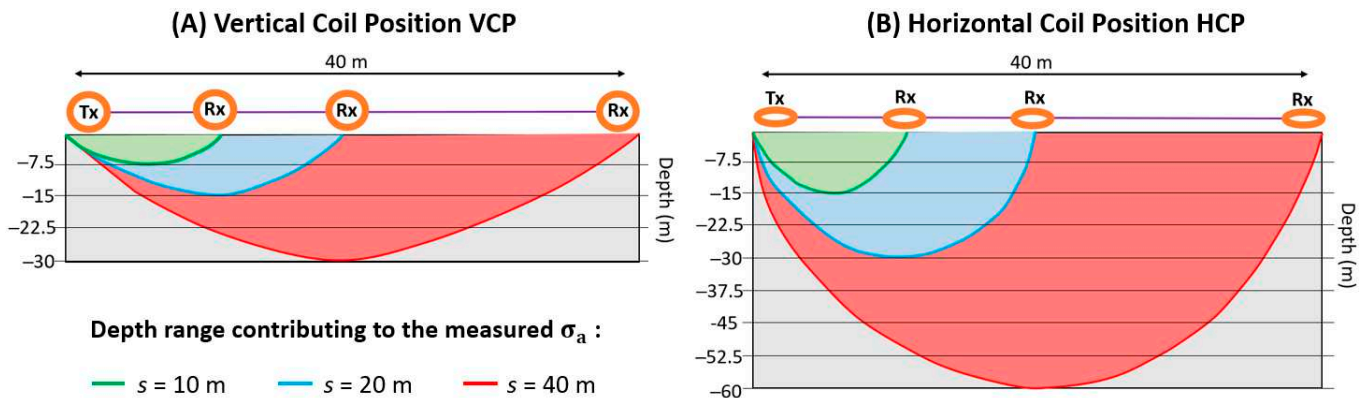 (A) Vertical Coil Position VCP
40 m
Tx
Rx
Rx
Rx
−7.5
−15
−22.5
−30
Depth (m)
Depth range contributing to the measured σa :
s = 10 m
s = 20 m
s = 40 m
(B) Horizontal Coil Position HCP
40 m
Tx
Rx
Rx
Rx
−7.5
−15
−22.5
−30
−37.5
−45
−52.5
−60
Depth (m)